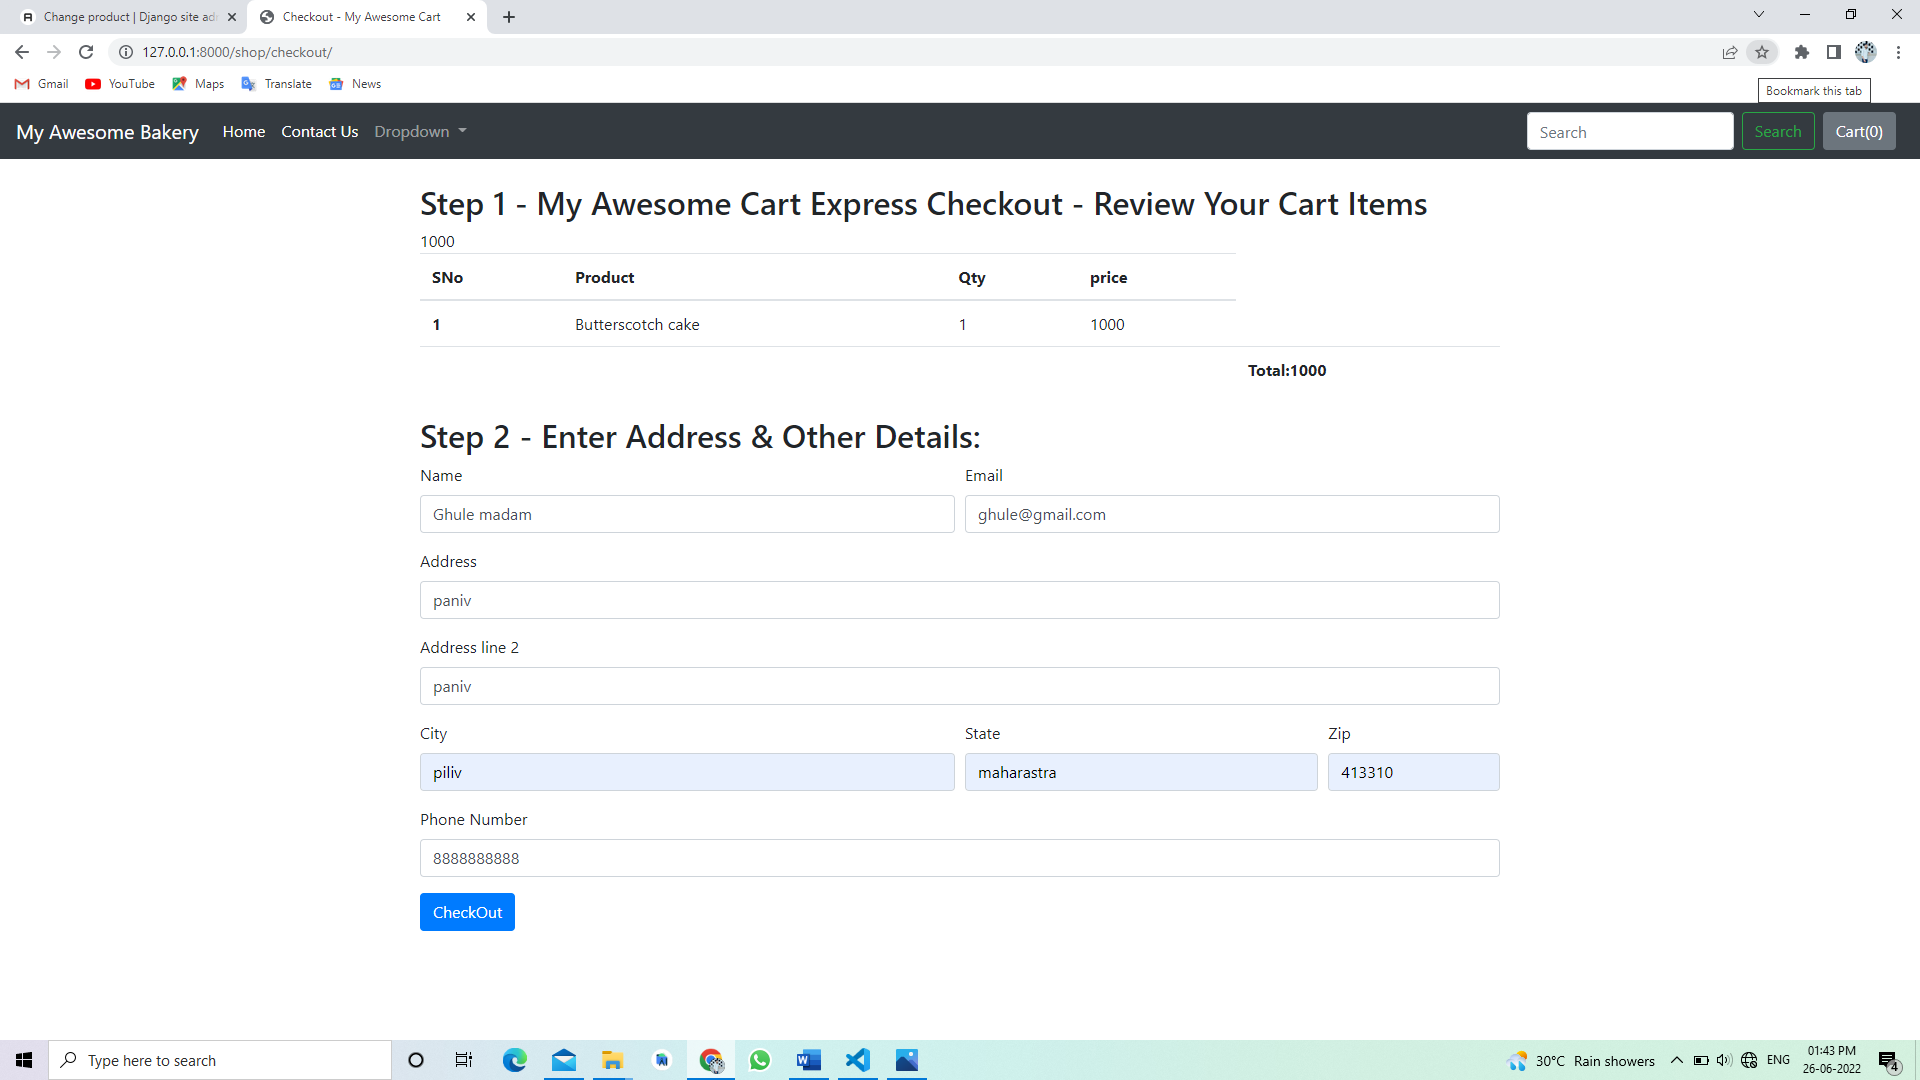 Change product | Django site adm
Checkout - My Awesome Cart
127.0.0.1:8000/shop/checkout/
Gmail YouTube Maps Translate News
Bookmark this tab
My Awesome Bakery Home Contact Us Dropdown Search Search Cart(0)
Step 1 - My Awesome Cart Express Checkout - Review Your Cart Items
1000
SNo Product Qty price
1 Butterscotch cake 1 1000
Total:1000
Step 2 - Enter Address & Other Details:
Name Email
Ghule madam ghule@gmail.com
Address
paniv
Address line 2
paniv
City State Zip
piliv maharastra 413310
Phone Number
8888888888
CheckOut
Type here to search
30°C Rain showers ENG
01:43 PM
26-06-2022
4